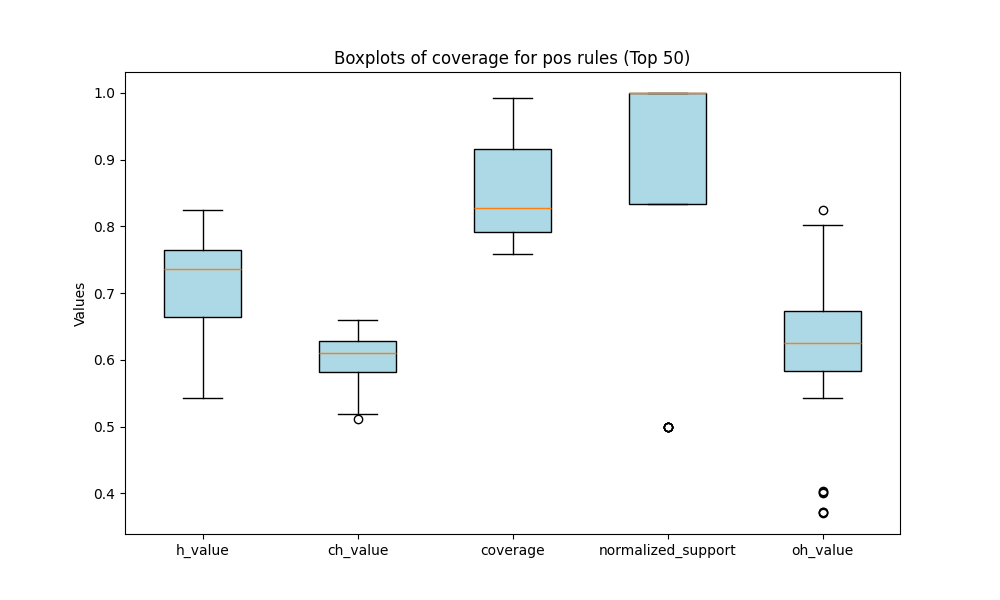 Boxplots of coverage for pos rules (Top 50)
Values
1.0
0.9
0.8
0.7
0.6
0.5
0.4
h_value ch_value coverage normalized_support oh_value